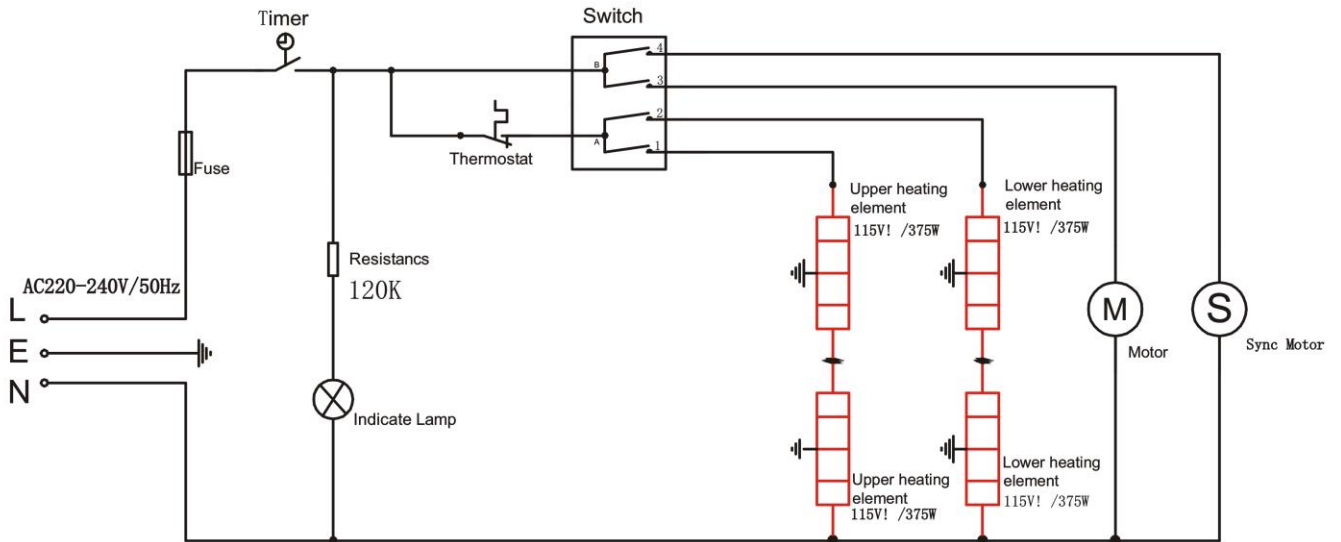 Timer
Switch
4
B
3
2
A
1
Thermostat
Fuse
Upper heating
element
115V! /375W
Lower heating
element
115V! /375W
Resistancs
120K
AC220-240V/50Hz
L
E
N
M
Motor
S
Sync Motor
Indicate Lamp
Upper heating
element
115V! /375W
Lower heating
element
115V! /375W